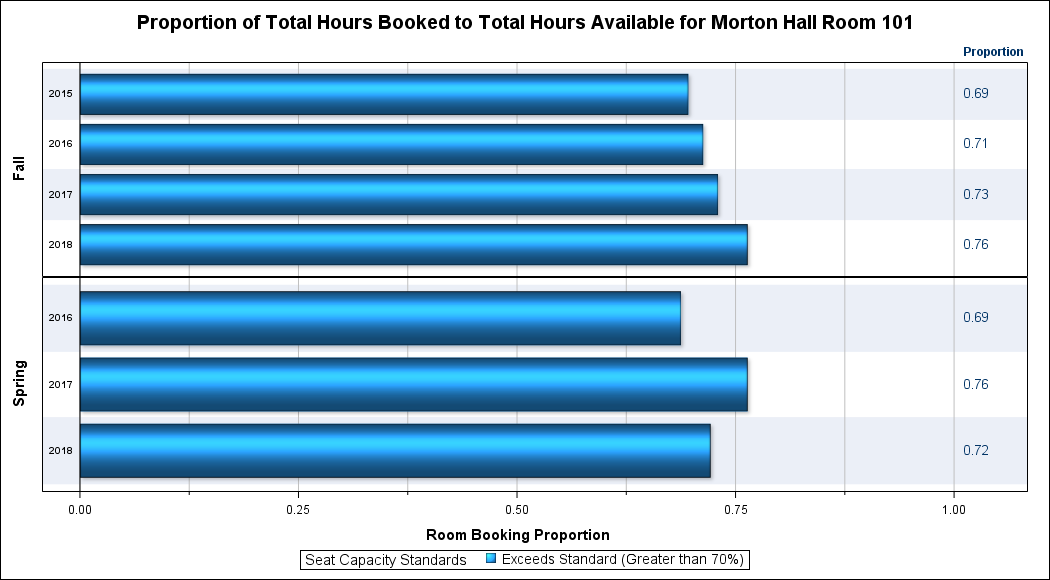 Proportion of Total Hours Booked to Total Hours Available for Morton Hall Room 101
Proportion
Fall
2015 0.69
2016 0.71
2017 0.73
2018 0.76
Spring
2016 0.69
2017 0.76
2018 0.72
0.00 0.25 0.50 0.75 1.00
Room Booking Proportion
Seat Capacity Standards Exceeds Standard (Greater than 70%)